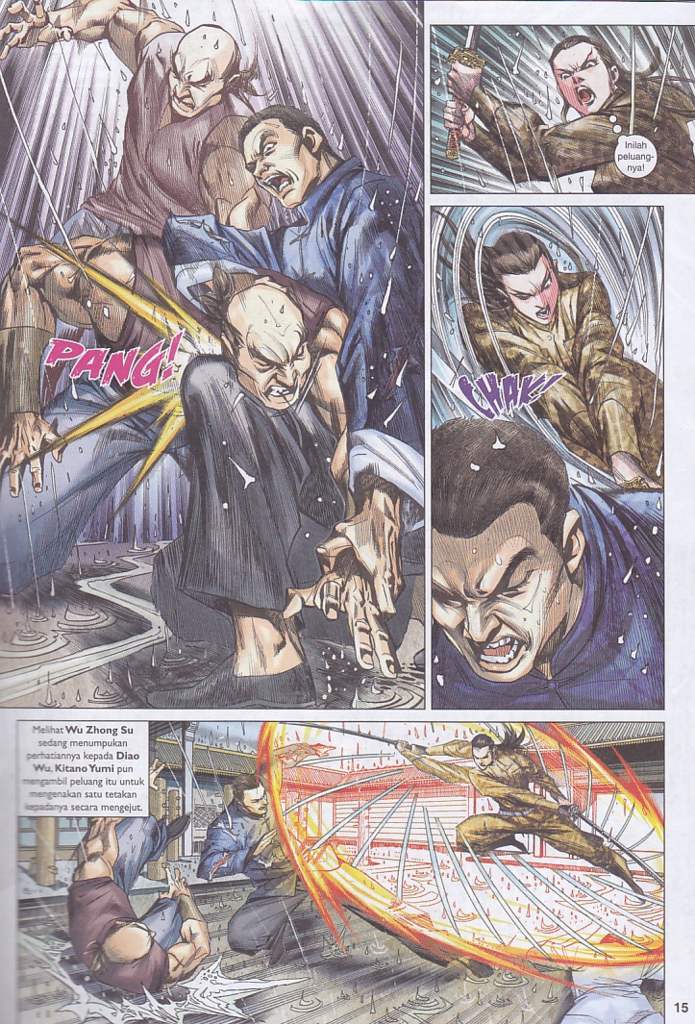 PANG!
Inilah
peluang-
nya!
CHAK!
Melihat Wu Zhong Su
sedang menumpukan
perhatiannya kepada Diao
Wu, Kitano Yumi pun
mengambil peluang itu untuk
mengenakan satu tetakan
kepadanya secara mengejut.
15